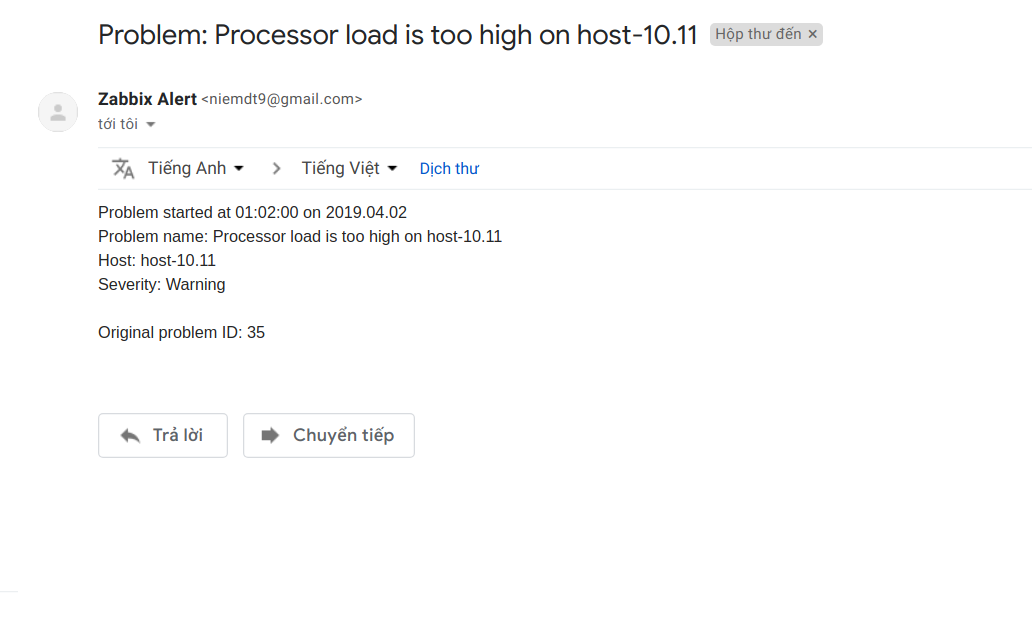 Problem: Processor load is too high on host-10.11 Hộp thư đến ×
Zabbix Alert <niemdt9@gmail.com>
tới tôi
Tiếng Anh > Tiếng Việt Dịch thư
Problem started at 01:02:00 on 2019.04.02
Problem name: Processor load is too high on host-10.11
Host: host-10.11
Severity: Warning
Original problem ID: 35
Trả lời Chuyển tiếp